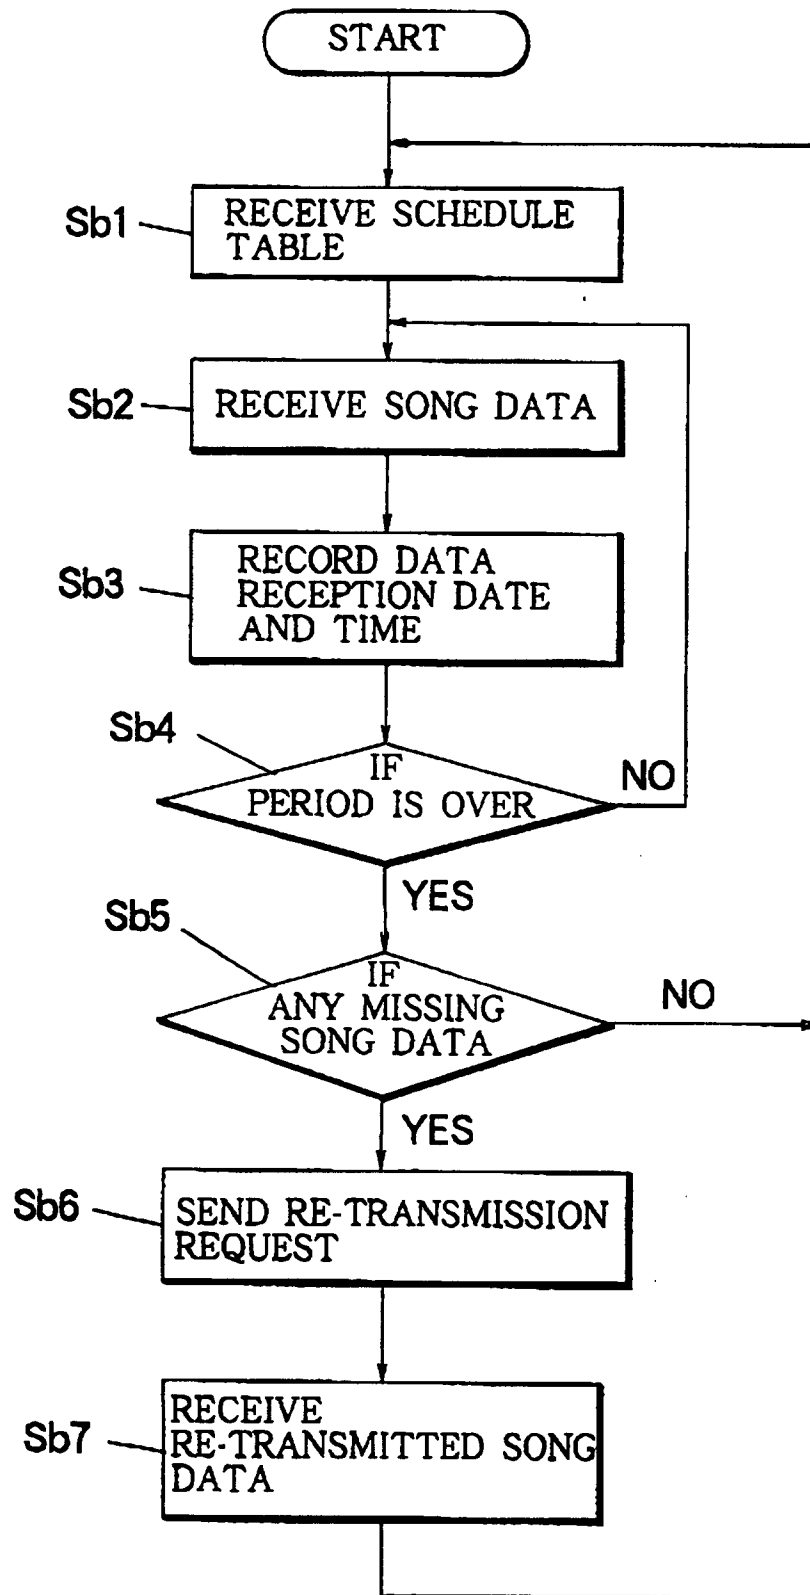 START
Sb1
RECEIVE SCHEDULE
TABLE
Sb2
RECEIVE SONG DATA
Sb3
RECORD DATA
RECEPTION DATE
AND TIME
Sb4
IF
PERIOD IS OVER
NO
YES
Sb5
IF
ANY MISSING
SONG DATA
NO
YES
Sb6
SEND RE-TRANSMISSION
REQUEST
Sb7
RECEIVE
RE-TRANSMITTED SONG
DATA